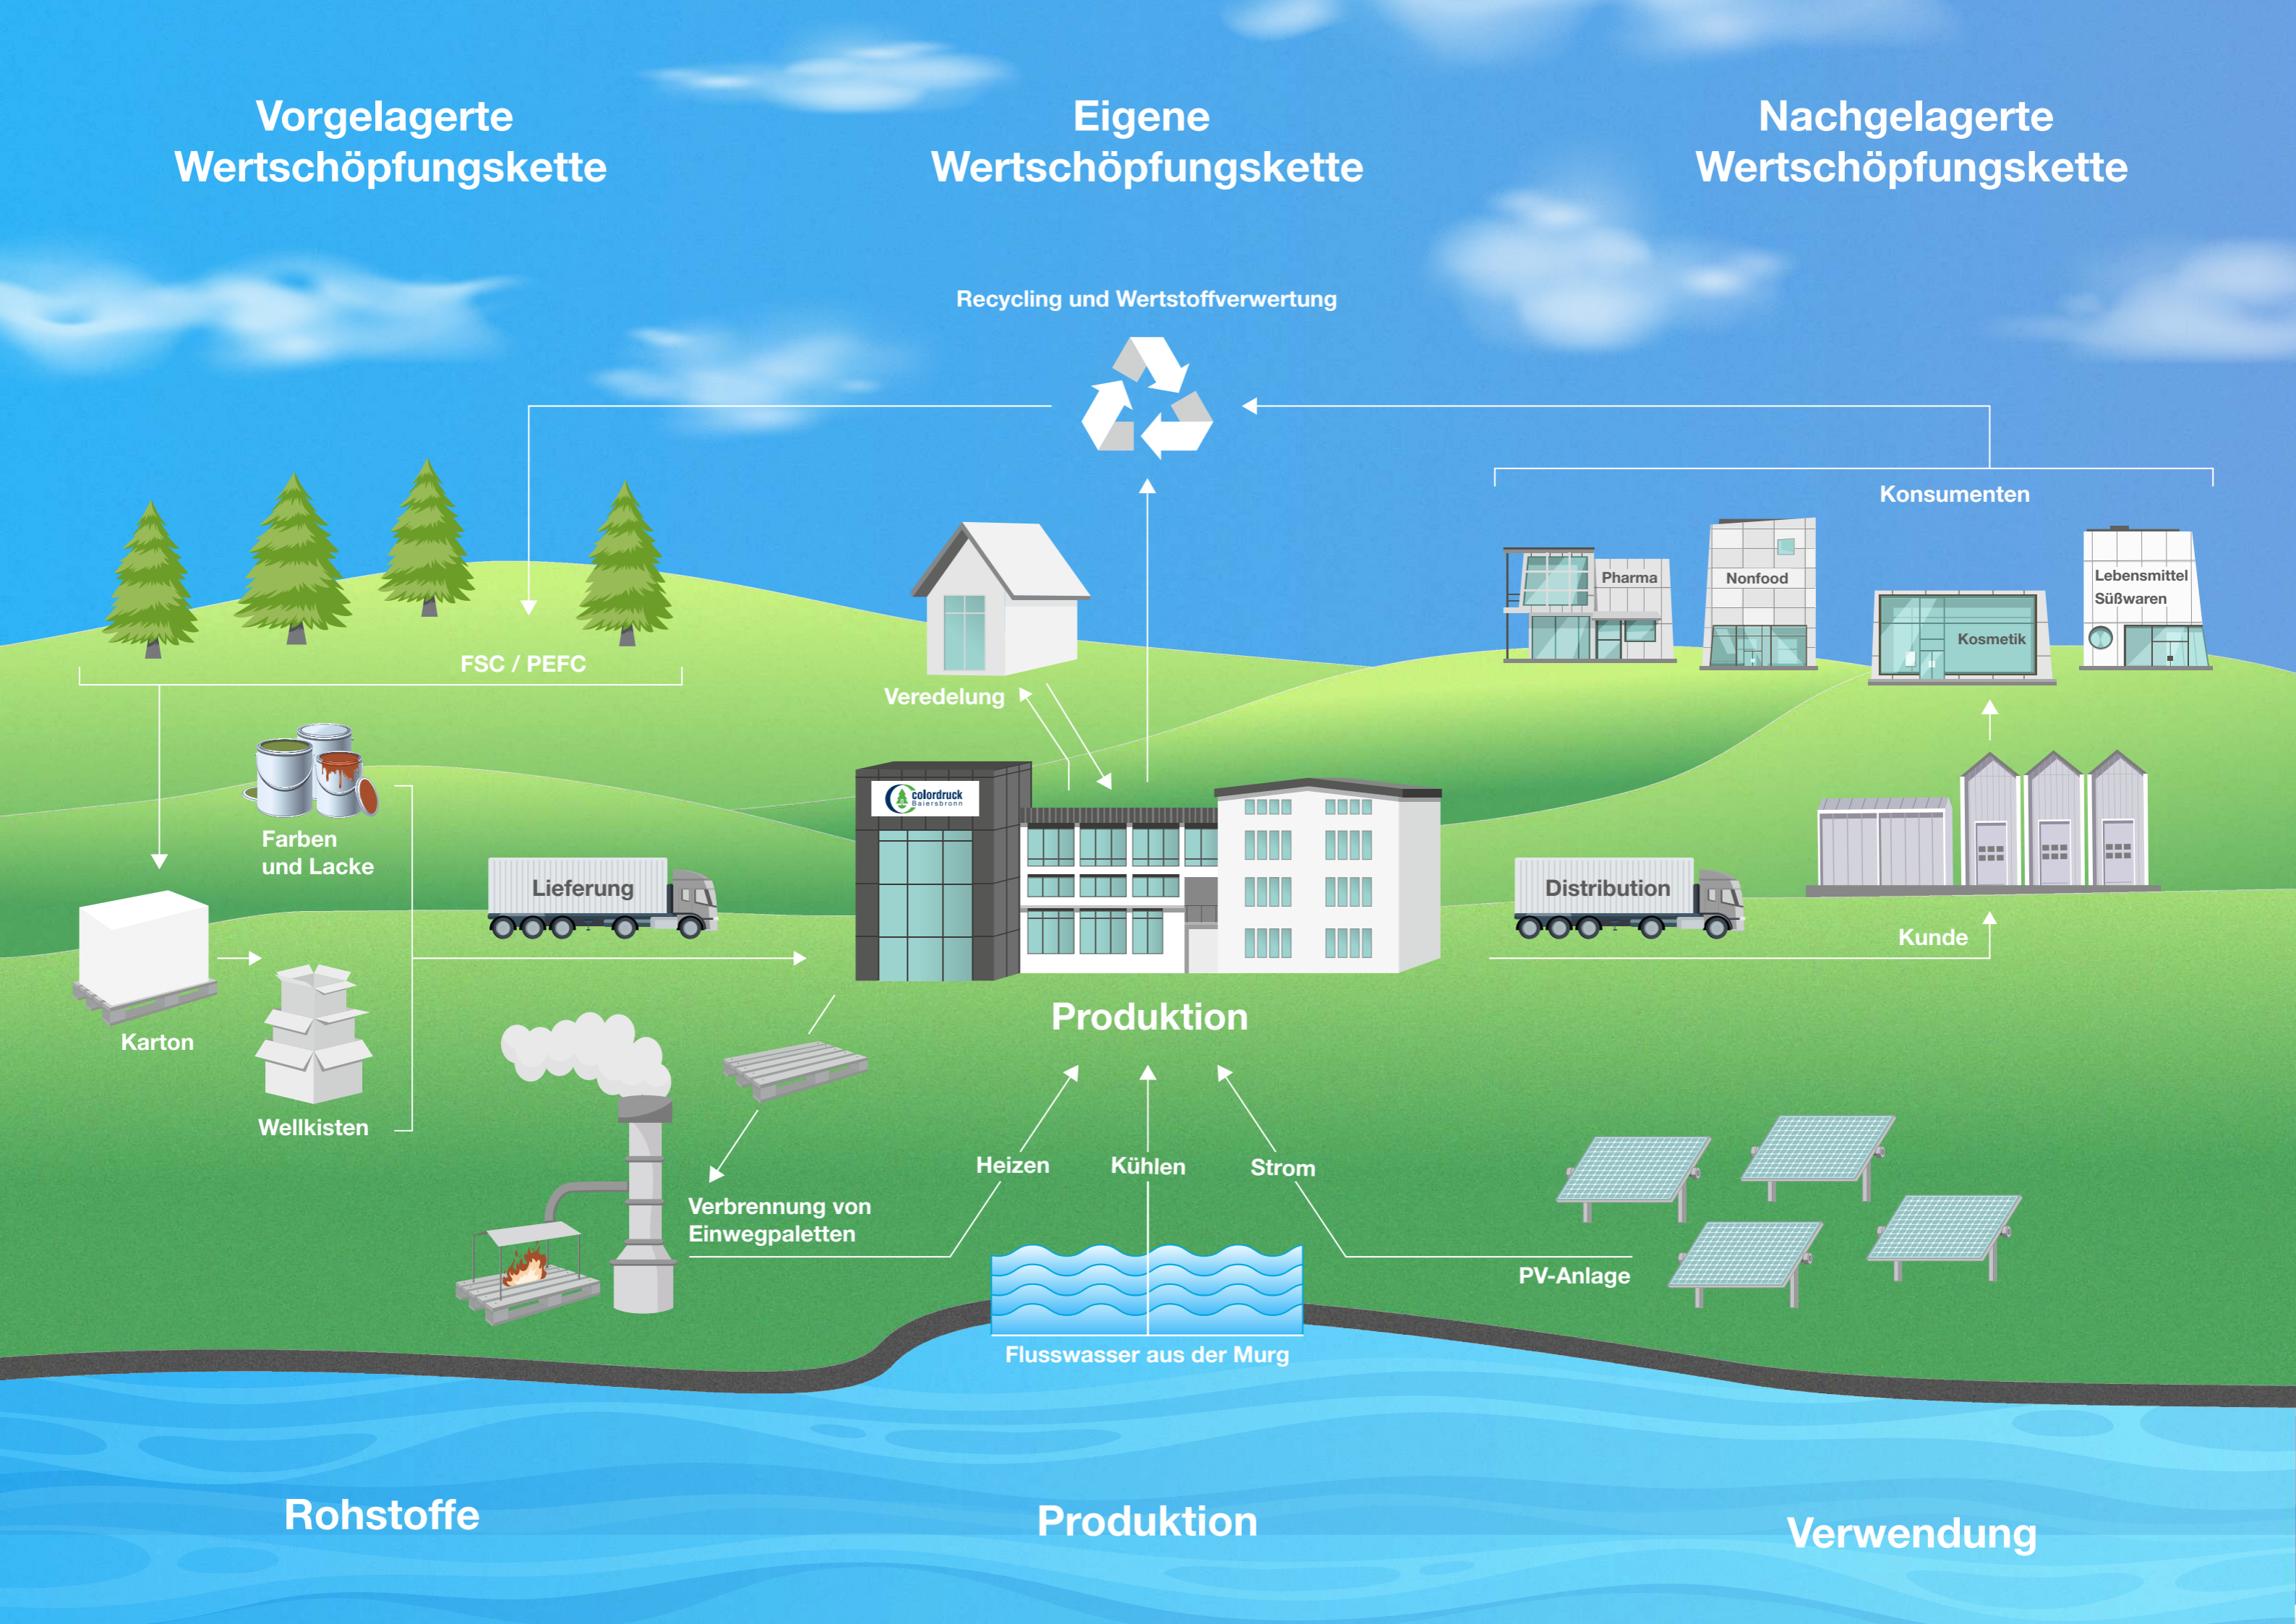 Vorgelagerte
Wertschöpfungskette
Eigene
Wertschöpfungskette
Nachgelagerte
Wertschöpfungskette
Recycling und Wertstoffverwertung
Konsumenten
Pharma
Nonfood
Kosmetik
Lebensmittel
Süßwaren
FSC / PEFC
Veredelung
colordruck
Baiersbronn
Farben
und Lacke
Lieferung
Distribution
Kunde
Karton
Wellkisten
Produktion
Heizen
Kühlen
Strom
Verbrennung von
Einwegpaletten
PV-Anlage
Flusswasser aus der Murg
Rohstoffe
Produktion
Verwendung